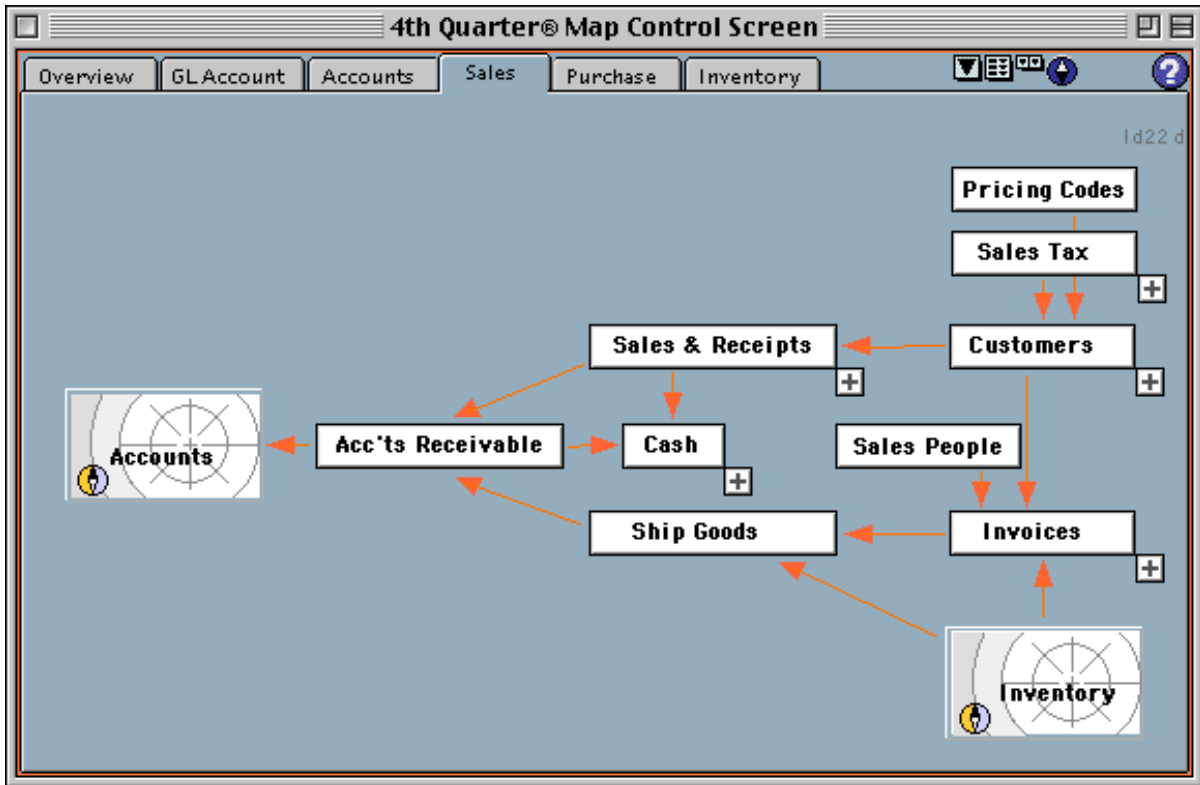 4th Quarter® Map Control Screen
Overview
GL Account
Accounts
Sales
Purchase
Inventory
?
1d22 d
Pricing Codes
Sales Tax
Sales & Receipts
Customers
Accounts
Acc'ts Receivable
Cash
Sales People
Ship Goods
Invoices
Inventory